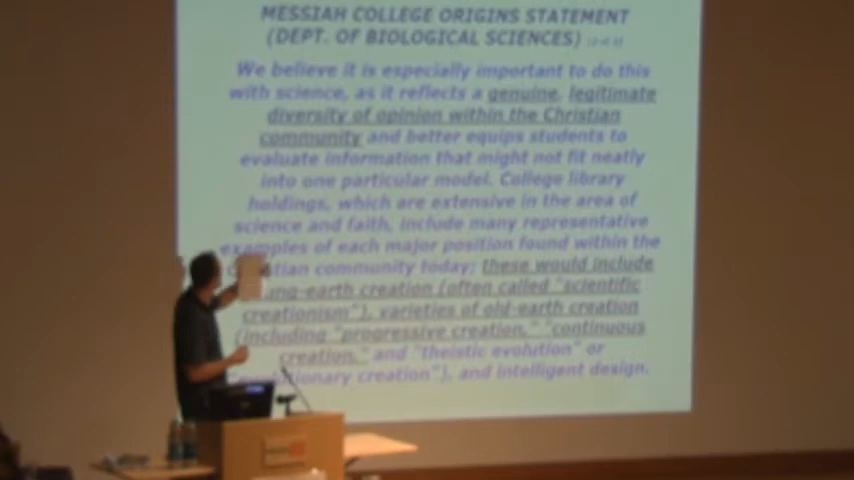 MESSIAH COLLEGE ORIGINS STATEMENT
(DEPT. OF BIOLOGICAL SCIENCES)
We believe it is especially important to do this
with science, as it reflects a genuine, legitimate
diversity of opinion within the Christian
community and better equips students to
evaluate information that might not fit neatly
into one particular model. College library
holdings, which are extensive in the area of
science and faith, include many representative
examples of each major position found within the
tian community today; these would include
ng-earth creation (often called "scientific
creationism"), varieties of old-earth creation
(including "progressive creation," "continuous
creation," and "theistic evolution" or
lutionary creation"), and intelligent design.